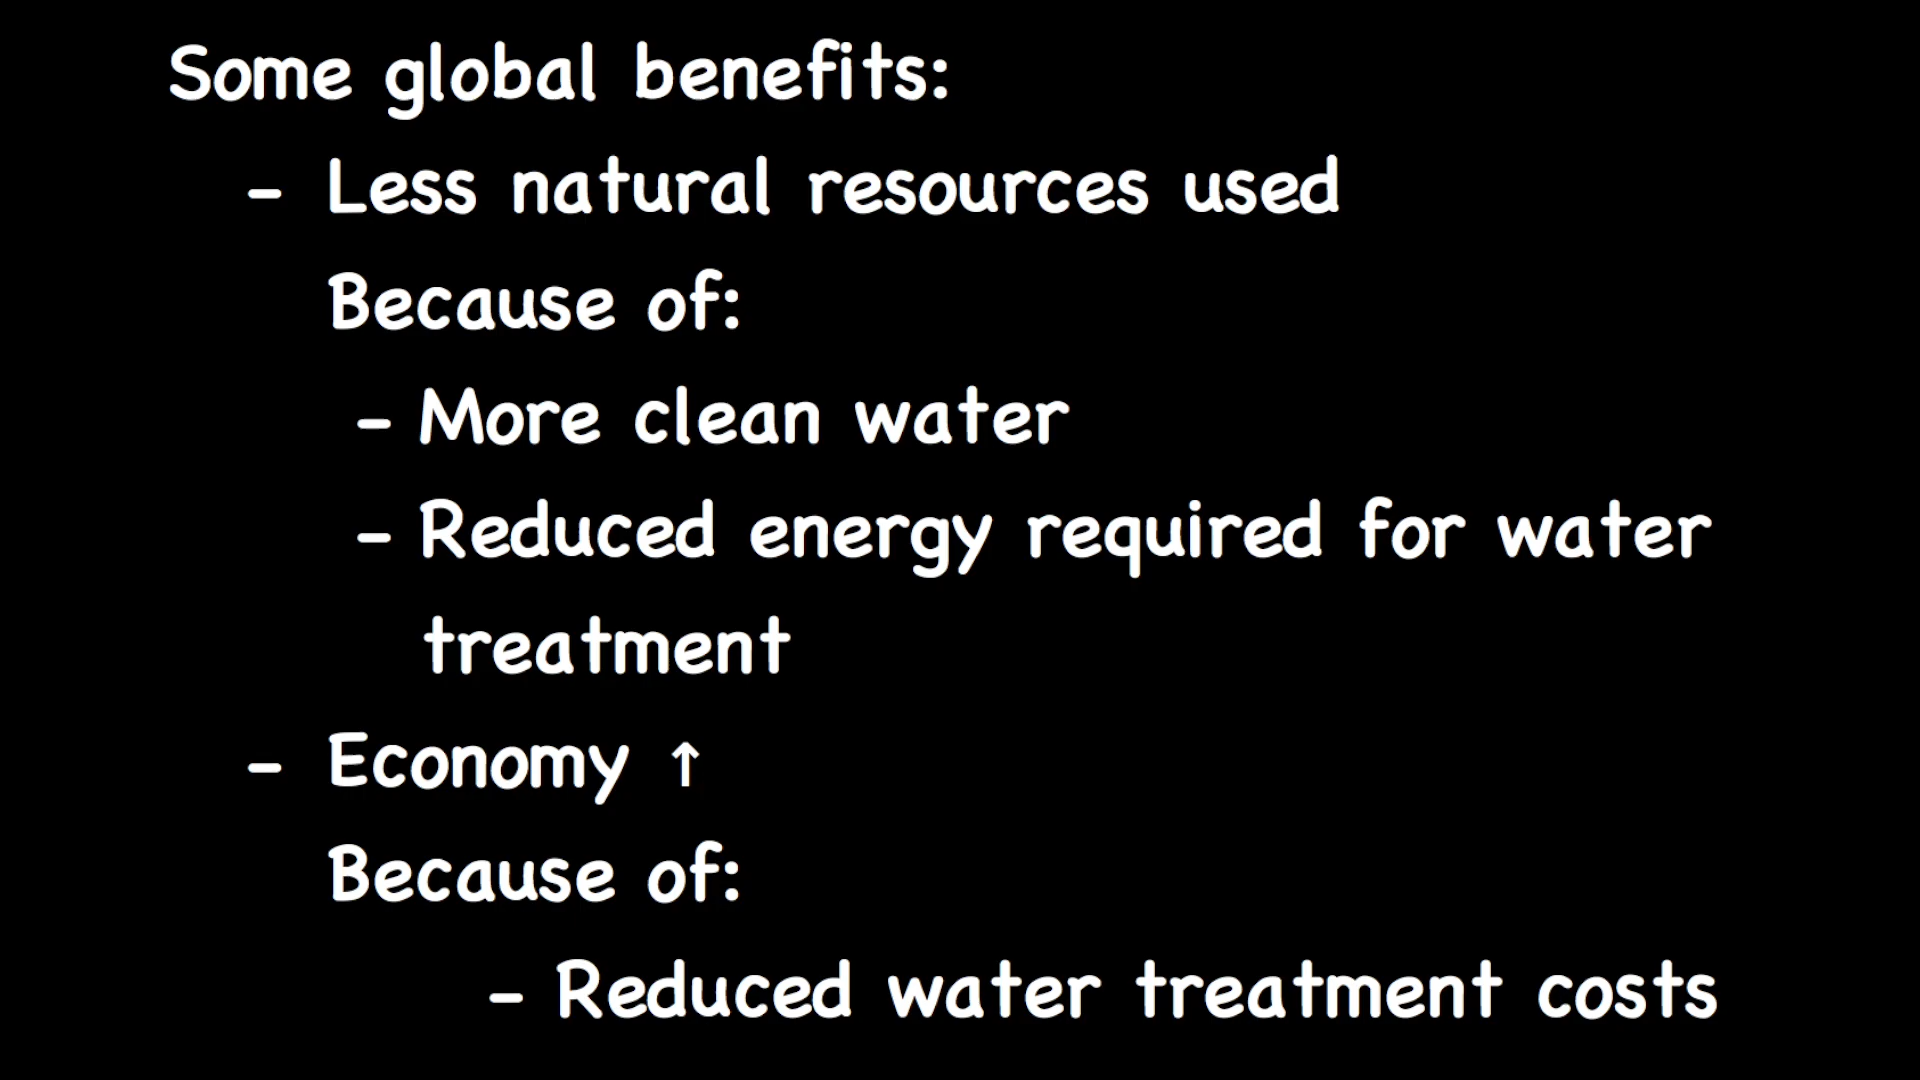 Some global benefits:
- Less natural resources used
Because of:
- More clean water
- Reduced energy required for water
treatment
- Economy ↑
Because of:
- Reduced water treatment costs